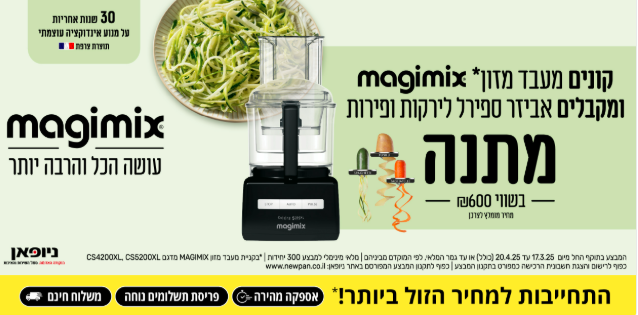 30 שנות אחריות
על מנוע אינדוקציה עוצמתי
תוצרת צרפת
magimix®
עושה הכל והרבה יותר
קונים מעבד מזון* magimix®
ומקבלים אביזר ספירל לירקות ופירות
מתנה
בשווי 600₪
מחיר מומלץ לצרכן
magimix
ניופאן
המבצע בתוקף החל מיום 17.3.25 עד 20.4.25 (כולל) או עד גמר המלאי, לפי המוקדם מביניהם | מלאי מינימלי למבצע 300 יחידות | *בקניית מעבד מזון MAGIMIX מדגם CS4200XL, CS5200XL
כפוף לרישום והצגת חשבונית הרכישה כמפורט בתקנון המבצע | כפוף לתקנון המבצע המפורסם באתר ניופאן: www.newpan.co.il
התחייבות למחיר הזול ביותר!*
אספקה מהירה
פריסת תשלומים נוחה
משלוח חינם